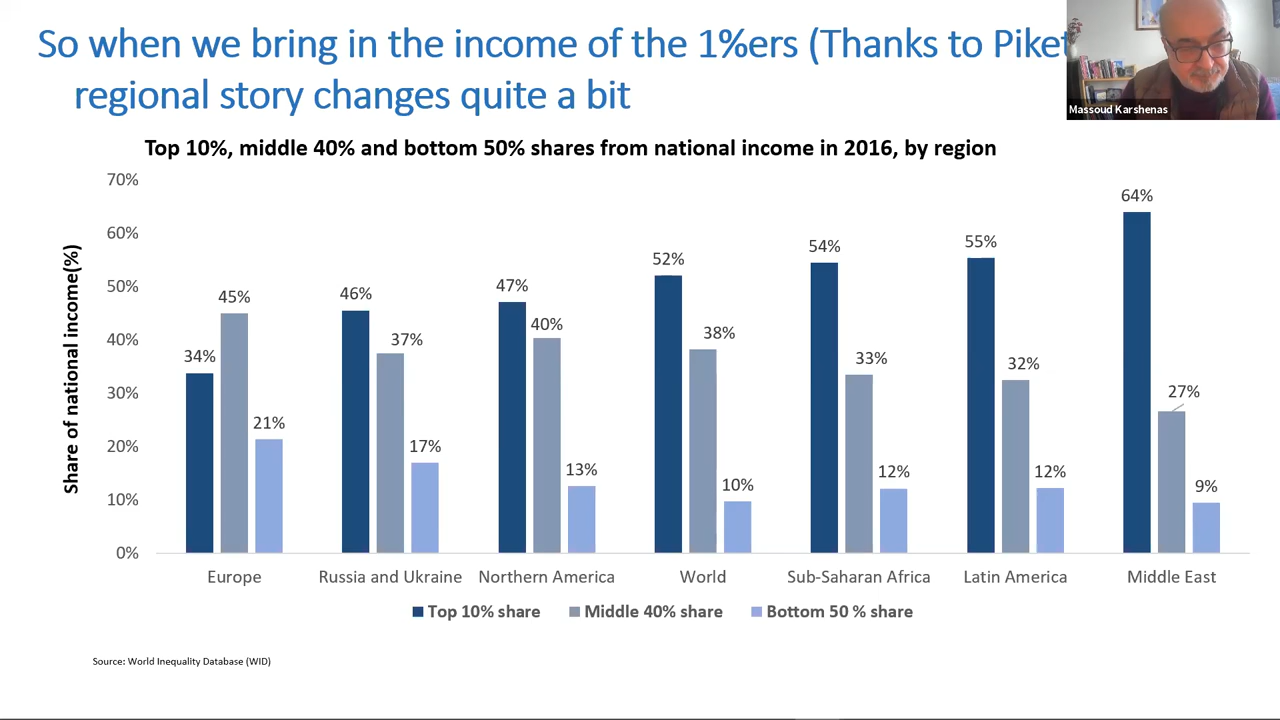 So when we bring in the income of the 1%ers (Thanks to
regional story changes quite a bit
Massoud Karshenas
Top 10%, middle 40% and bottom 50% shares from national income in 2016, by region
Share of national income(%)
70%
60%
50%
40%
30%
20%
10%
0%
34% 45% 21%
46% 37% 17%
47% 40% 13%
52% 38% 10%
54% 33% 12%
55% 32% 12%
64% 27% 9%
Europe Russia and Ukraine Northern America World Sub-Saharan Africa Latin America Middle East
Top 10% share Middle 40% share Bottom 50 % share
Source: World Inequality Database (WID)